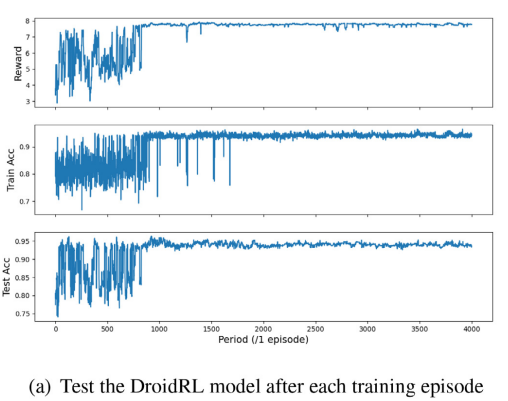 8
7
6
5
4
3
Reward
0.9
0.8
0.7
Train Acc
0.95
0.90
0.85
0.80
0.75
Test Acc
0 500 1000 1500 2000 2500 3000 3500 4000
Period (/1 episode)
(a) Test the DroidRL model after each training episode